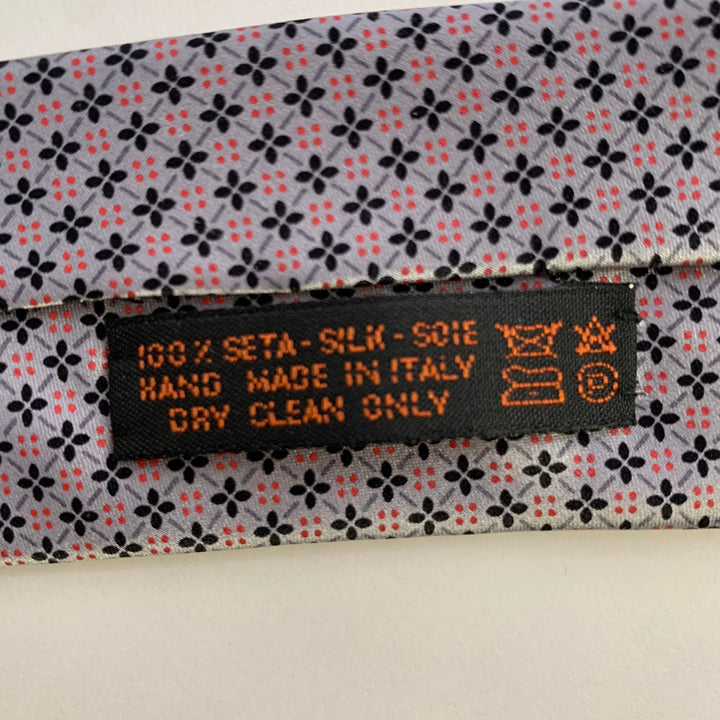 100% SETA - SILK - SOIE
HAND MADE IN ITALY
DRY CLEAN ONLY
P